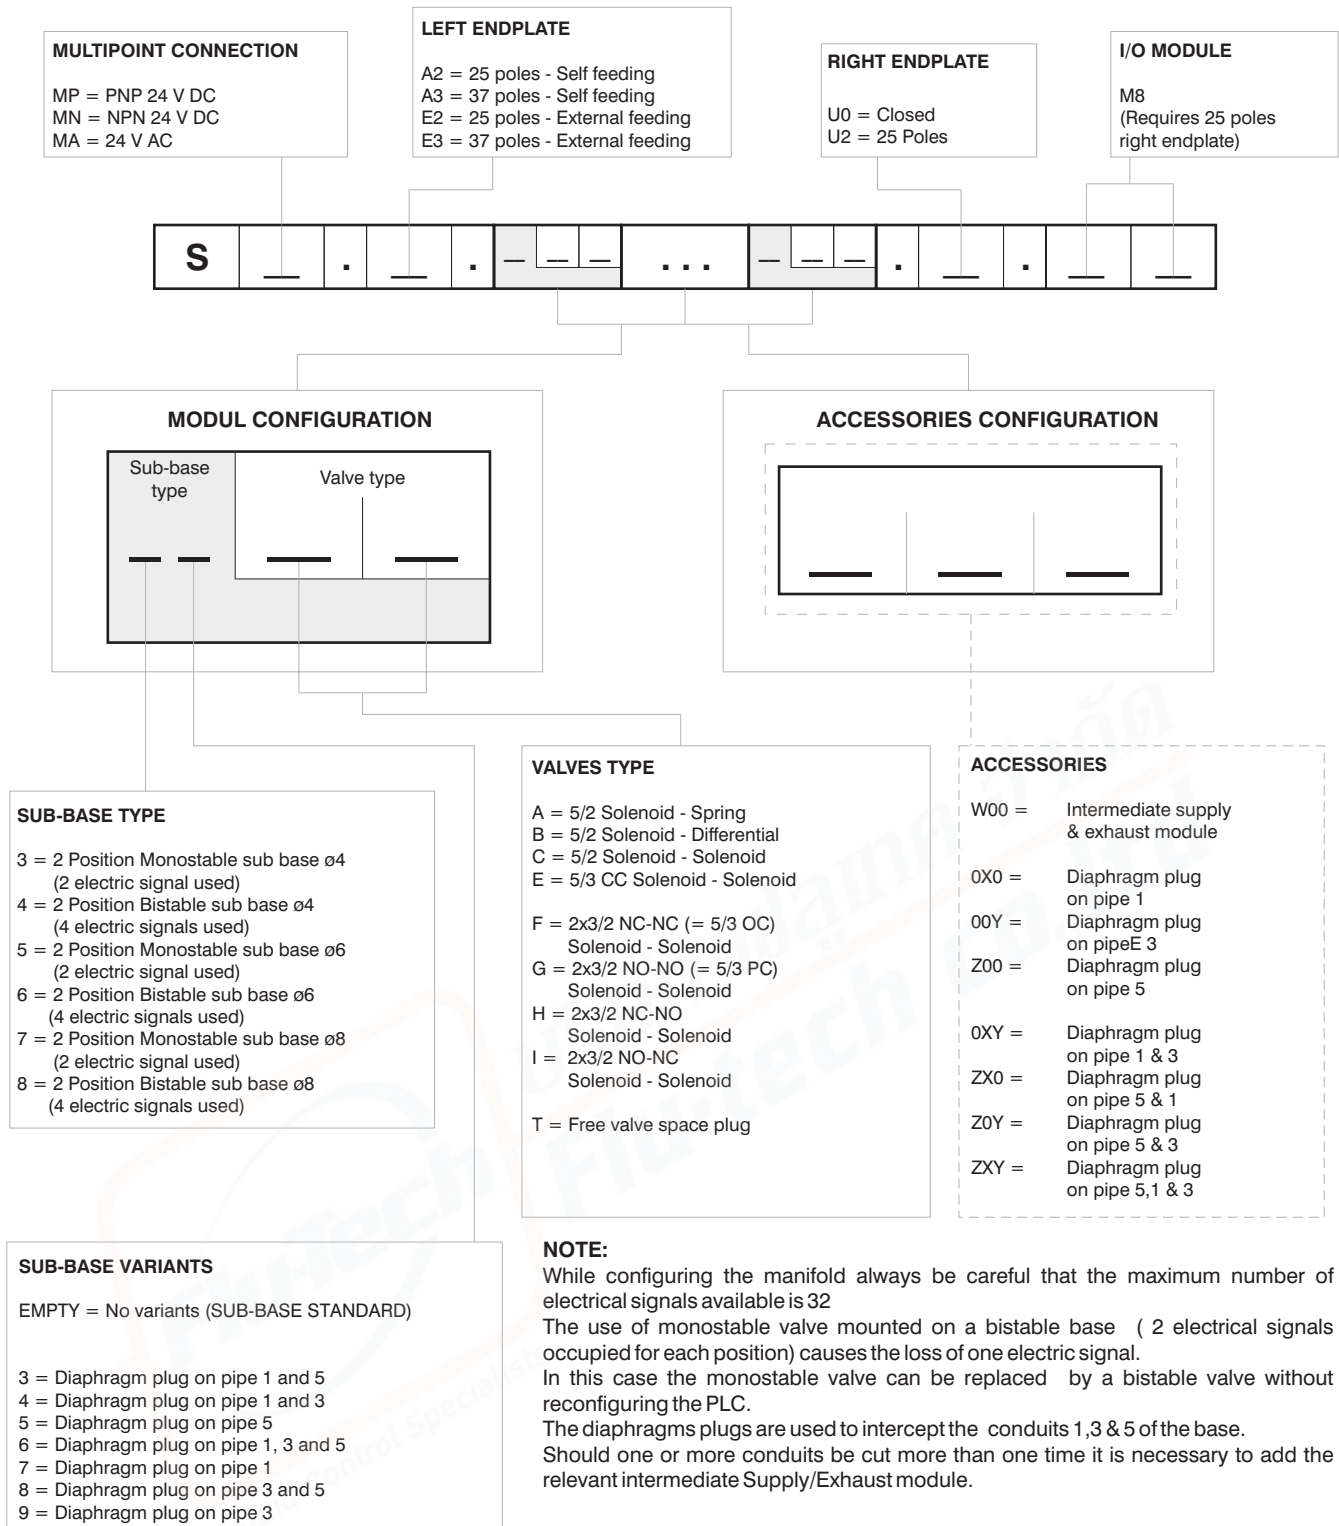 MULTIPOINT CONNECTION
MP = PNP 24 V DC
MN = NPN 24 V DC
MA = 24 V AC
LEFT ENDPLATE
A2 = 25 poles - Self feeding
A3 = 37 poles - Self feeding
E2 = 25 poles - External feeding
E3 = 37 poles - External feeding
RIGHT ENDPLATE
U0 = Closed
U2 = 25 Poles
I/O MODULE
M8
(Requires 25 poles
right endplate)
S __ . __ . __ __ __ . . . __ __ __ . __ . __ __
MODUL CONFIGURATION
Sub-base
type
Valve type
ACCESSORIES CONFIGURATION
SUB-BASE TYPE
3 = 2 Position Monostable sub base ø4
(2 electric signal used)
4 = 2 Position Bistable sub base ø4
(4 electric signals used)
5 = 2 Position Monostable sub base ø6
(2 electric signal used)
6 = 2 Position Bistable sub base ø6
(4 electric signals used)
7 = 2 Position Monostable sub base ø8
(2 electric signal used)
8 = 2 Position Bistable sub base ø8
(4 electric signals used)
VALVES TYPE
A = 5/2 Solenoid - Spring
B = 5/2 Solenoid - Differential
C = 5/2 Solenoid - Solenoid
E = 5/3 CC Solenoid - Solenoid
F = 2x3/2 NC-NC (= 5/3 OC)
Solenoid - Solenoid
G = 2x3/2 NO-NO (= 5/3 PC)
Solenoid - Solenoid
H = 2x3/2 NC-NO
Solenoid - Solenoid
I = 2x3/2 NO-NC
Solenoid - Solenoid
T = Free valve space plug
ACCESSORIES
W00 = Intermediate supply
& exhaust module
0X0 = Diaphragm plug
on pipe 1
00Y = Diaphragm plug
on pipeE 3
Z00 = Diaphragm plug
on pipe 5
0XY = Diaphragm plug
on pipe 1 & 3
ZX0 = Diaphragm plug
on pipe 5 & 1
Z0Y = Diaphragm plug
on pipe 5 & 3
ZXY = Diaphragm plug
on pipe 5,1 & 3
SUB-BASE VARIANTS
EMPTY = No variants (SUB-BASE STANDARD)
3 = Diaphragm plug on pipe 1 and 5
4 = Diaphragm plug on pipe 1 and 3
5 = Diaphragm plug on pipe 5
6 = Diaphragm plug on pipe 1, 3 and 5
7 = Diaphragm plug on pipe 1
8 = Diaphragm plug on pipe 3 and 5
9 = Diaphragm plug on pipe 3
NOTE:
While configuring the manifold always be careful that the maximum number of
electrical signals available is 32
The use of monostable valve mounted on a bistable base ( 2 electrical signals
occupied for each position) causes the loss of one electric signal.
In this case the monostable valve can be replaced by a bistable valve without
reconfiguring the PLC.
The diaphragms plugs are used to intercept the conduits 1,3 & 5 of the base.
Should one or more conduits be cut more than one time it is necessary to add the
relevant intermediate Supply/Exhaust module.
Flu-Tech